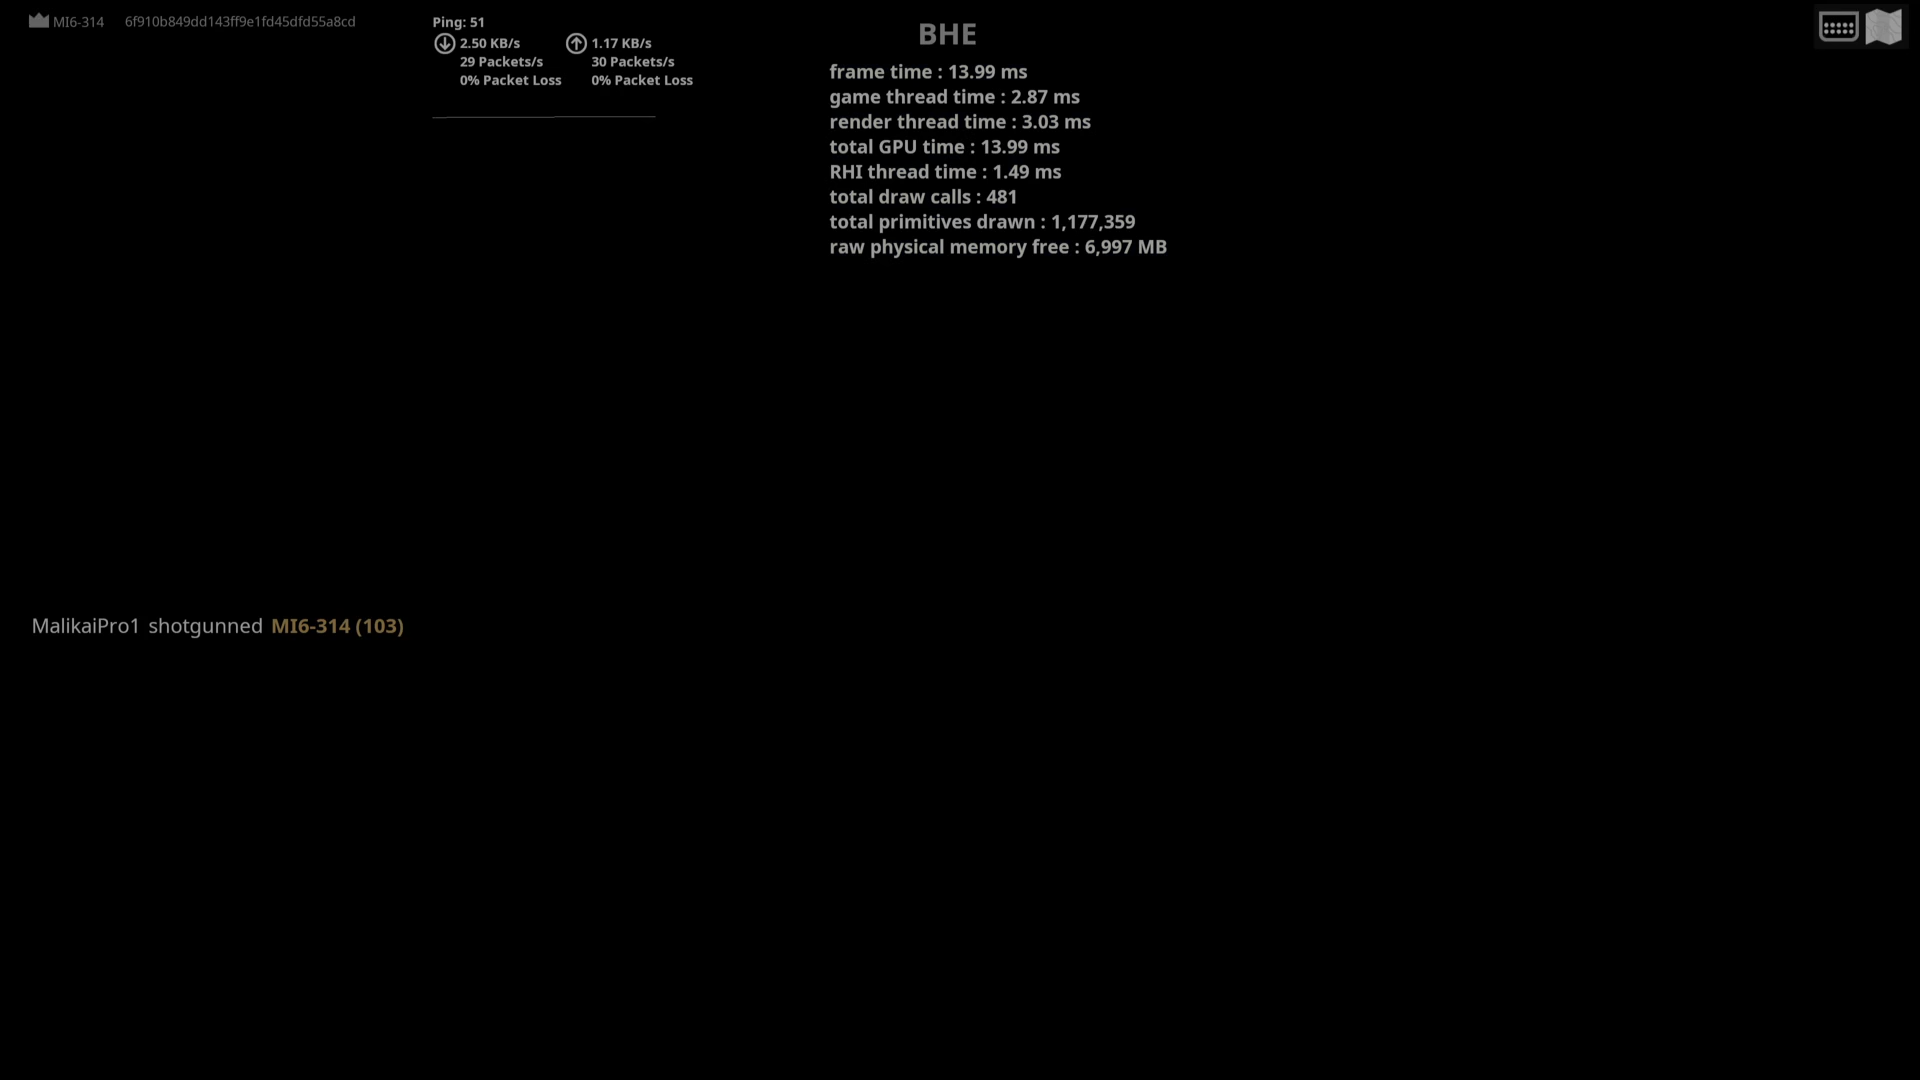 MI6-314 6f910b849dd143ff9e1fd45dfd55a8cd
Ping: 51
2.50 KB/s 1.17 KB/s
29 Packets/s 30 Packets/s
0% Packet Loss 0% Packet Loss
BHE
frame time : 13.99 ms
game thread time : 2.87 ms
render thread time : 3.03 ms
total GPU time : 13.99 ms
RHI thread time : 1.49 ms
total draw calls : 481
total primitives drawn : 1,177,359
raw physical memory free : 6,997 MB
MalikaiPro1 shotgunned MI6-314 (103)